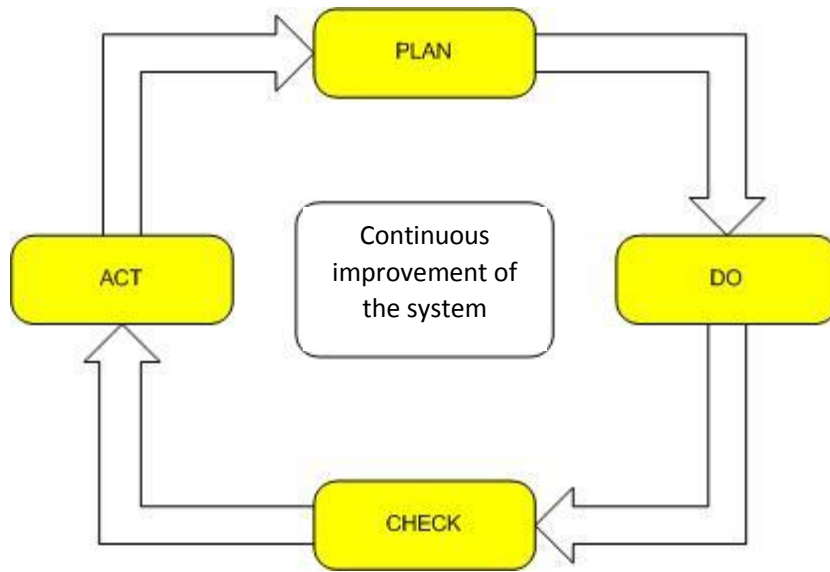 PLAN
ACT
Continuous
improvement of
the system
DO
CHECK